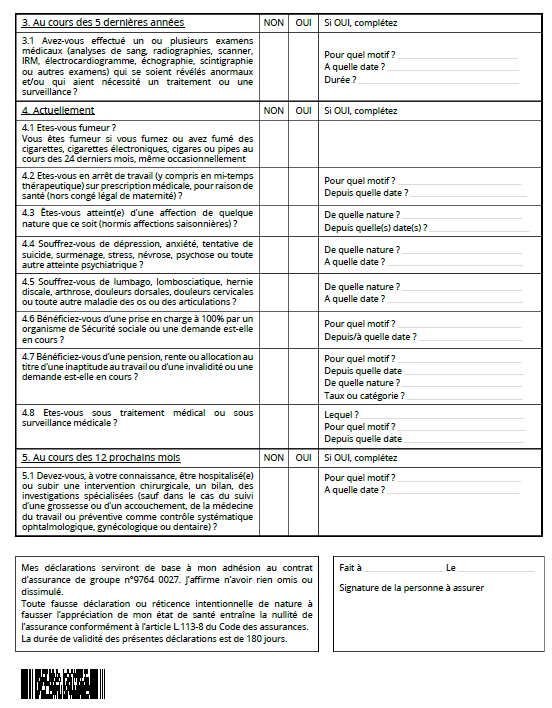 3. Au cours des 5 dernières années NON OUI Si OUI, complétez
3.1 Avez-vous effectué un ou plusieurs examens
médicaux (analyses de sang, radiographies, scanner,
IRM, électrocardiogramme, échographie, scintigraphie
ou autres examens) qui se soient révélés anormaux
et/ou qui aient nécessité un traitement ou une
surveillance ?
Pour quel motif ?
A quelle date ?
Durée ?
4. Actuellement NON OUI Si OUI, complétez
4.1 Etes-vous fumeur ?
Vous êtes fumeur si vous fumez ou avez fumé des
cigarettes, cigarettes électroniques, cigares ou pipes au
cours des 24 derniers mois, même occasionnellement
4.2 Etes-vous en arrêt de travail (y compris en mi-temps
thérapeutique) sur prescription médicale, pour raison de
santé (hors congé légal de maternité) ?
Pour quel motif ?
Depuis quelle date ?
4.3 Êtes-vous atteint(e) d'une affection de quelque
nature que ce soit (hormis affections saisonnières) ?
De quelle nature ?
Depuis quelle(s) date(s) ?
4.4 Souffrez-vous de dépression, anxiété, tentative de
suicide, surmenage, stress, névrose, psychose ou toute
autre atteinte psychiatrique ?
De quelle nature ?
A quelle date ?
4.5 Souffrez-vous de lumbago, lombosciatique, hernie
discale, arthrose, douleurs dorsales, douleurs cervicales
ou toute autre maladie des os ou des articulations ?
De quelle nature ?
A quelle date ?
4.6 Bénéficiez-vous d'une prise en charge à 100% par un
organisme de Sécurité sociale ou une demande est-elle
en cours ?
Pour quel motif ?
Depuis/à quelle date ?
4.7 Bénéficiez-vous d'une pension, rente ou allocation au
titre d'une inaptitude au travail ou d'une invalidité ou une
demande est-elle en cours ?
Pour quel motif ?
Depuis quelle date
De quelle nature ?
Taux ou catégorie ?
4.8 Etes-vous sous traitement médical ou sous
surveillance médicale ?
Lequel ?
Pour quel motif ?
Depuis quelle date
5. Au cours des 12 prochains mois NON OUI Si OUI, complétez
5.1 Devez-vous, à votre connaissance, être hospitalisé(e)
ou subir une intervention chirurgicale, un bilan, des
investigations spécialisées (sauf dans le cas du suivi
d'une grossesse ou d'un accouchement, de la médecine
du travail ou préventive comme contrôle systématique
ophtalmologique, gynécologique ou dentaire) ?
Pour quel motif ?
A quelle date ?
Mes déclarations serviront de base à mon adhésion au contrat
d'assurance de groupe n°9764 0027. J'affirme n'avoir rien omis ou
dissimulé.
Toute fausse déclaration ou réticence intentionnelle de nature à
fausser l'appréciation de mon état de santé entraîne la nullité de
l'assurance conformément à l'article L.113-8 du Code des assurances.
La durée de validité des présentes déclarations est de 180 jours.
Fait à Le
Signature de la personne à assurer